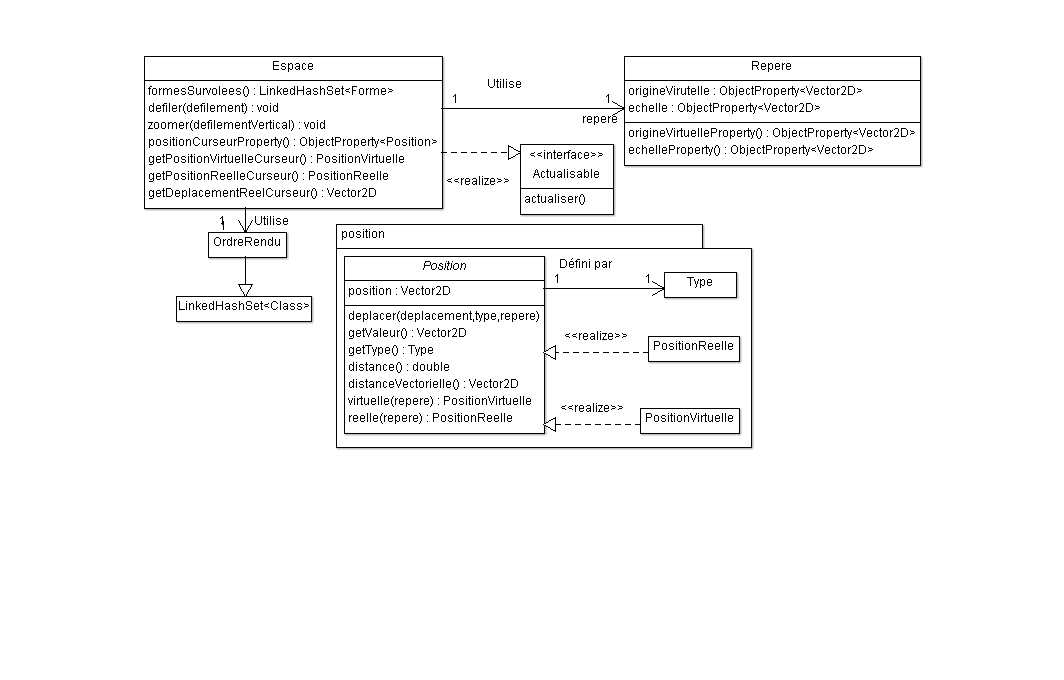 Espace
formesSurvolees() : LinkedHashSet<Forme>
defiler(defilement) : void
zoomer(defilementVertical) : void
positionCurseurProperty() : ObjectProperty<Position>
getPositionVirtuelleCurseur() : PositionVirtuelle
getPositionReelleCurseur() : PositionReelle
getDeplacementReelCurseur() : Vector2D
Utilise
1
1
repere
Repere
origineVirutelle : ObjectProperty<Vector2D>
echelle : ObjectProperty<Vector2D>
origineVirtuelleProperty() : ObjectProperty<Vector2D>
echelleProperty() : ObjectProperty<Vector2D>
<<realize>>
<<interface>>
Actualisable
actualiser()
1
Utilise
1
OrdreRendu
LinkedHashSet<Class>
position
Position
position : Vector2D
deplacer(deplacement,type,repere)
getValeur() : Vector2D
getType() : Type
distance() : double
distanceVectorielle() : Vector2D
virtuelle(repere) : PositionVirtuelle
reelle(repere) : PositionReelle
Défini par
1
1
Type
<<realize>>
PositionReelle
<<realize>>
PositionVirtuelle